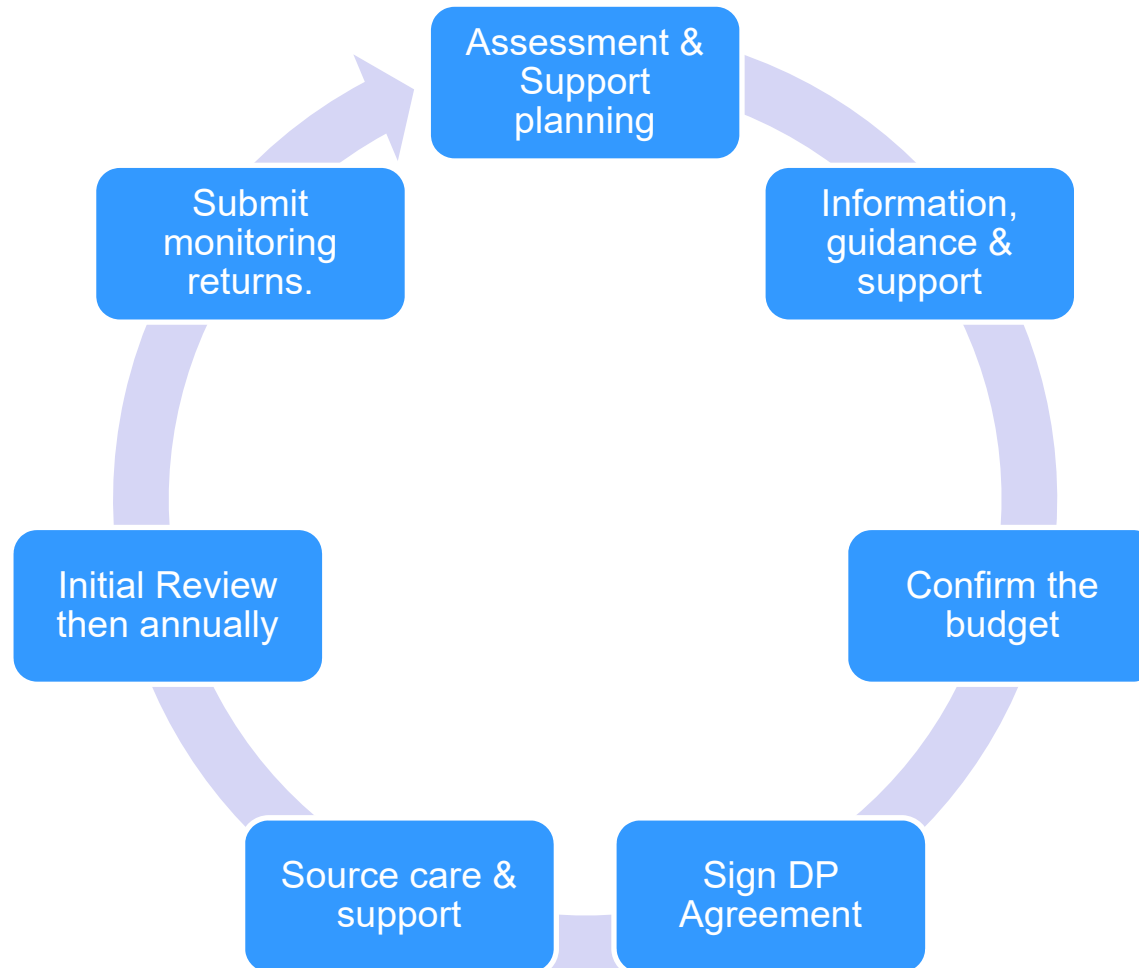 Assessment &
Support
planning
Information,
guidance &
support
Confirm the
budget
Sign DP
Agreement
Source care &
support
Initial Review
then annually
Submit
monitoring
returns.